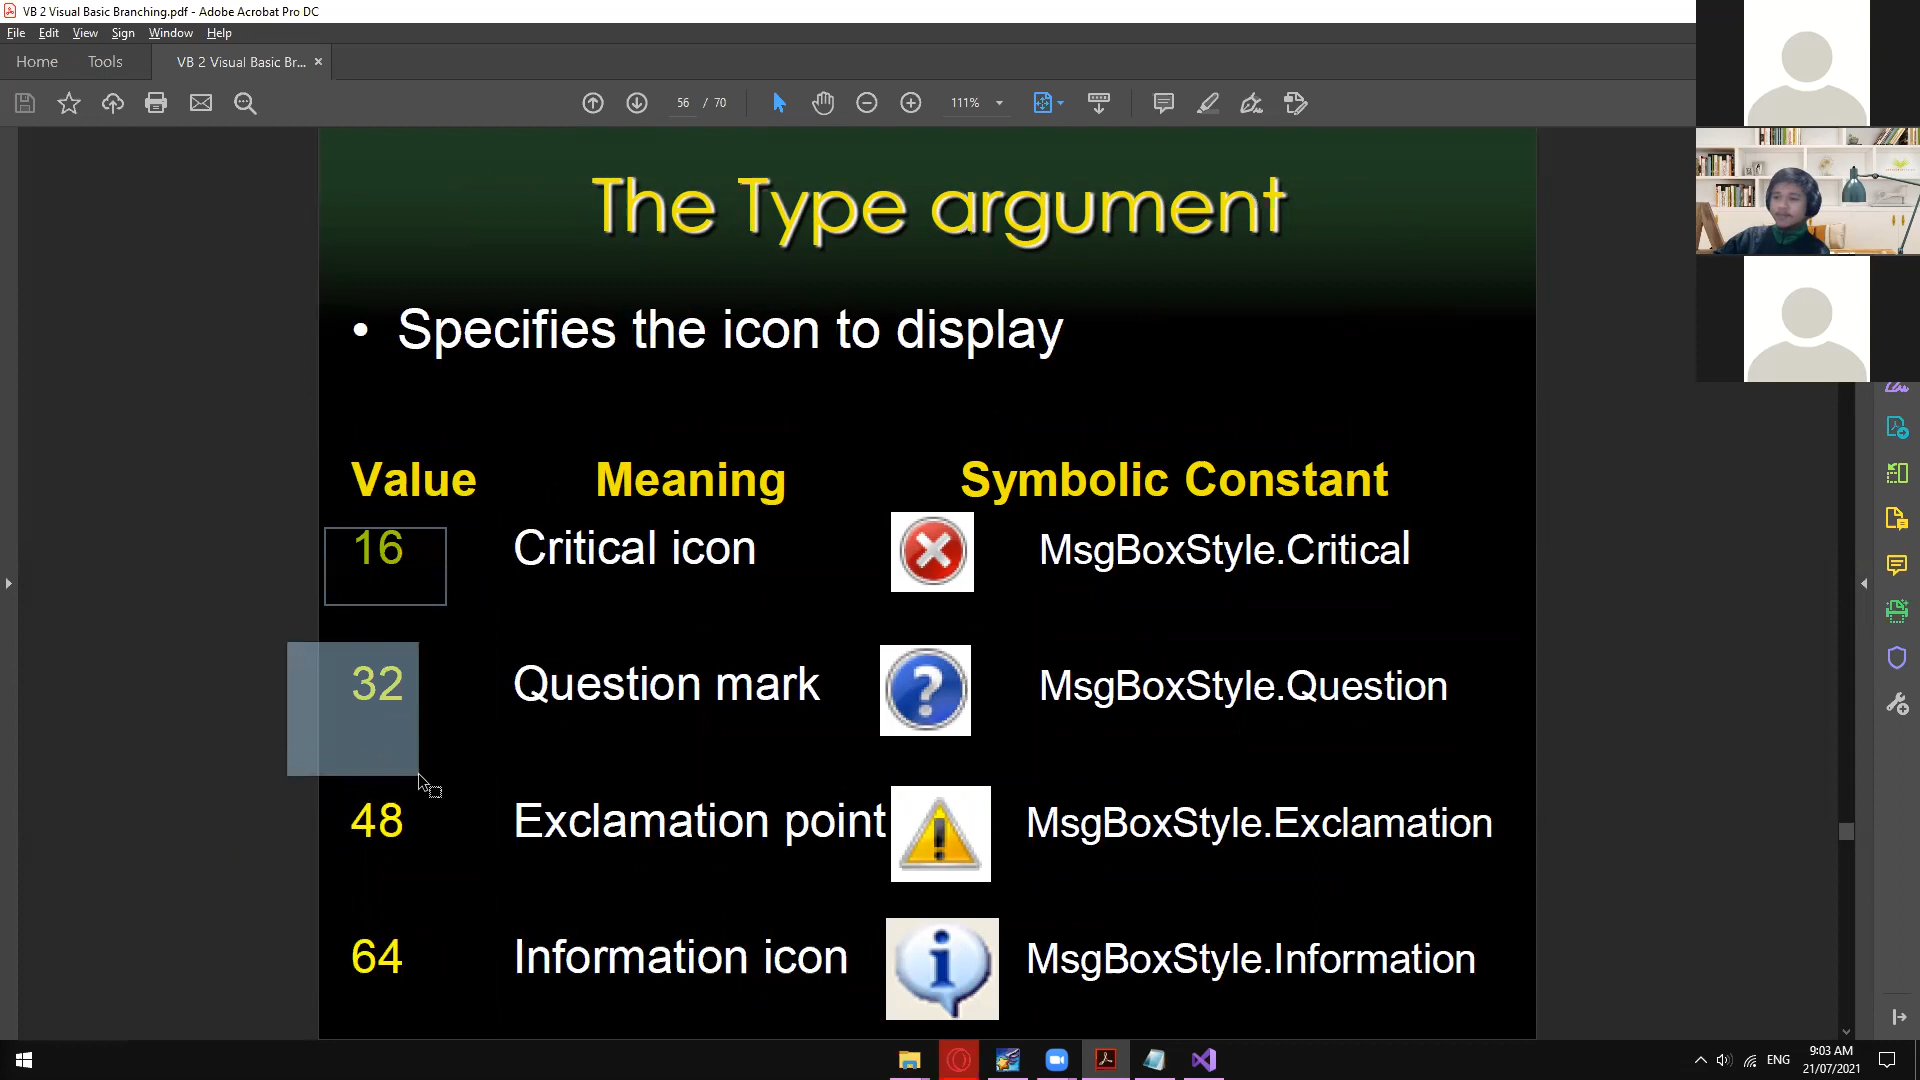 VB 2 Visual Basic Branching.pdf - Adobe Acrobat Pro DC
File Edit View Sign Window Help
Home Tools VB 2 Visual Basic Br... ×
56 / 70 111%
The Type argument
• Specifies the icon to display
Value Meaning Symbolic Constant
16 Critical icon MsgBoxStyle.Critical
32 Question mark MsgBoxStyle.Question
48 Exclamation point MsgBoxStyle.Exclamation
64 Information icon MsgBoxStyle.Information
ENG 9:03 AM
21/07/2021